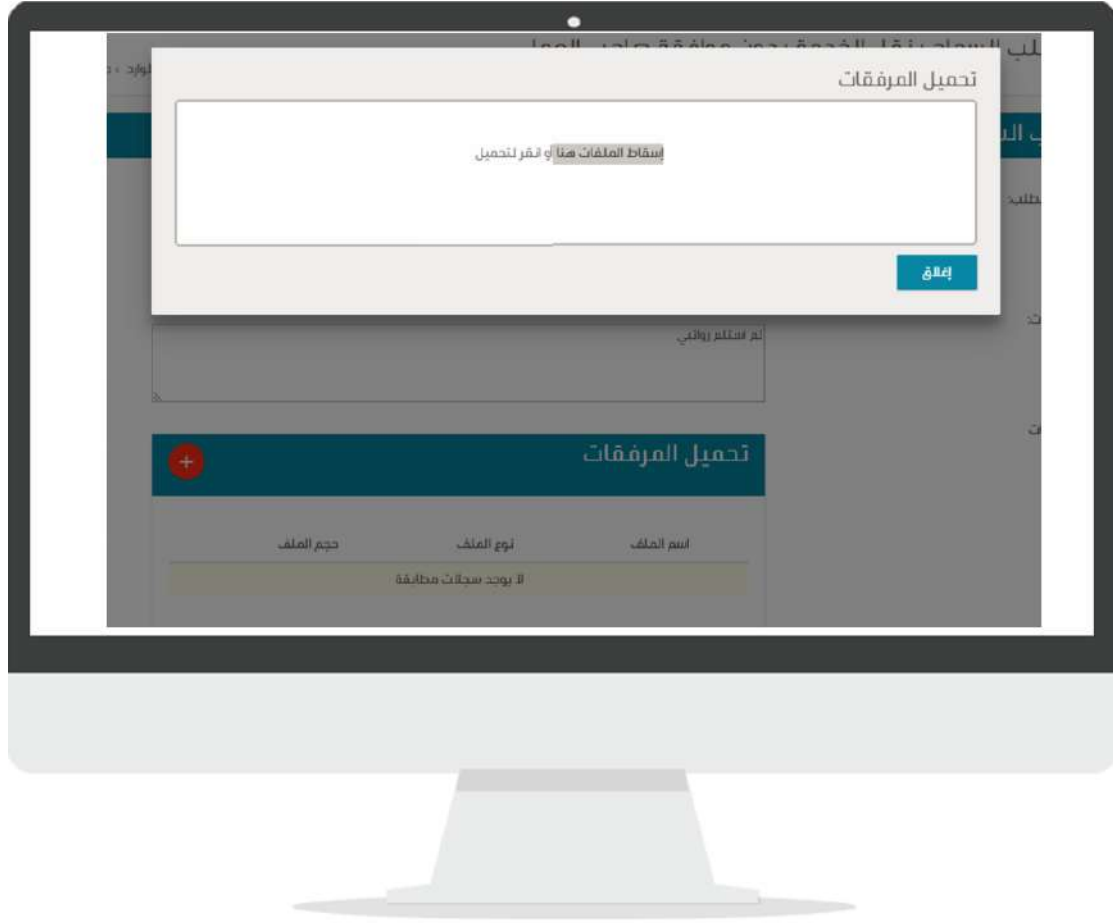 تحميل المرفقات
إسقاط الملفات هنا او انقر لتحميل
إغلاق
لم استلم رواتبي
تحميل المرفقات
+
اسم الملف نوع الملف حجم الملف
لا يوجد سجلات مطابقة